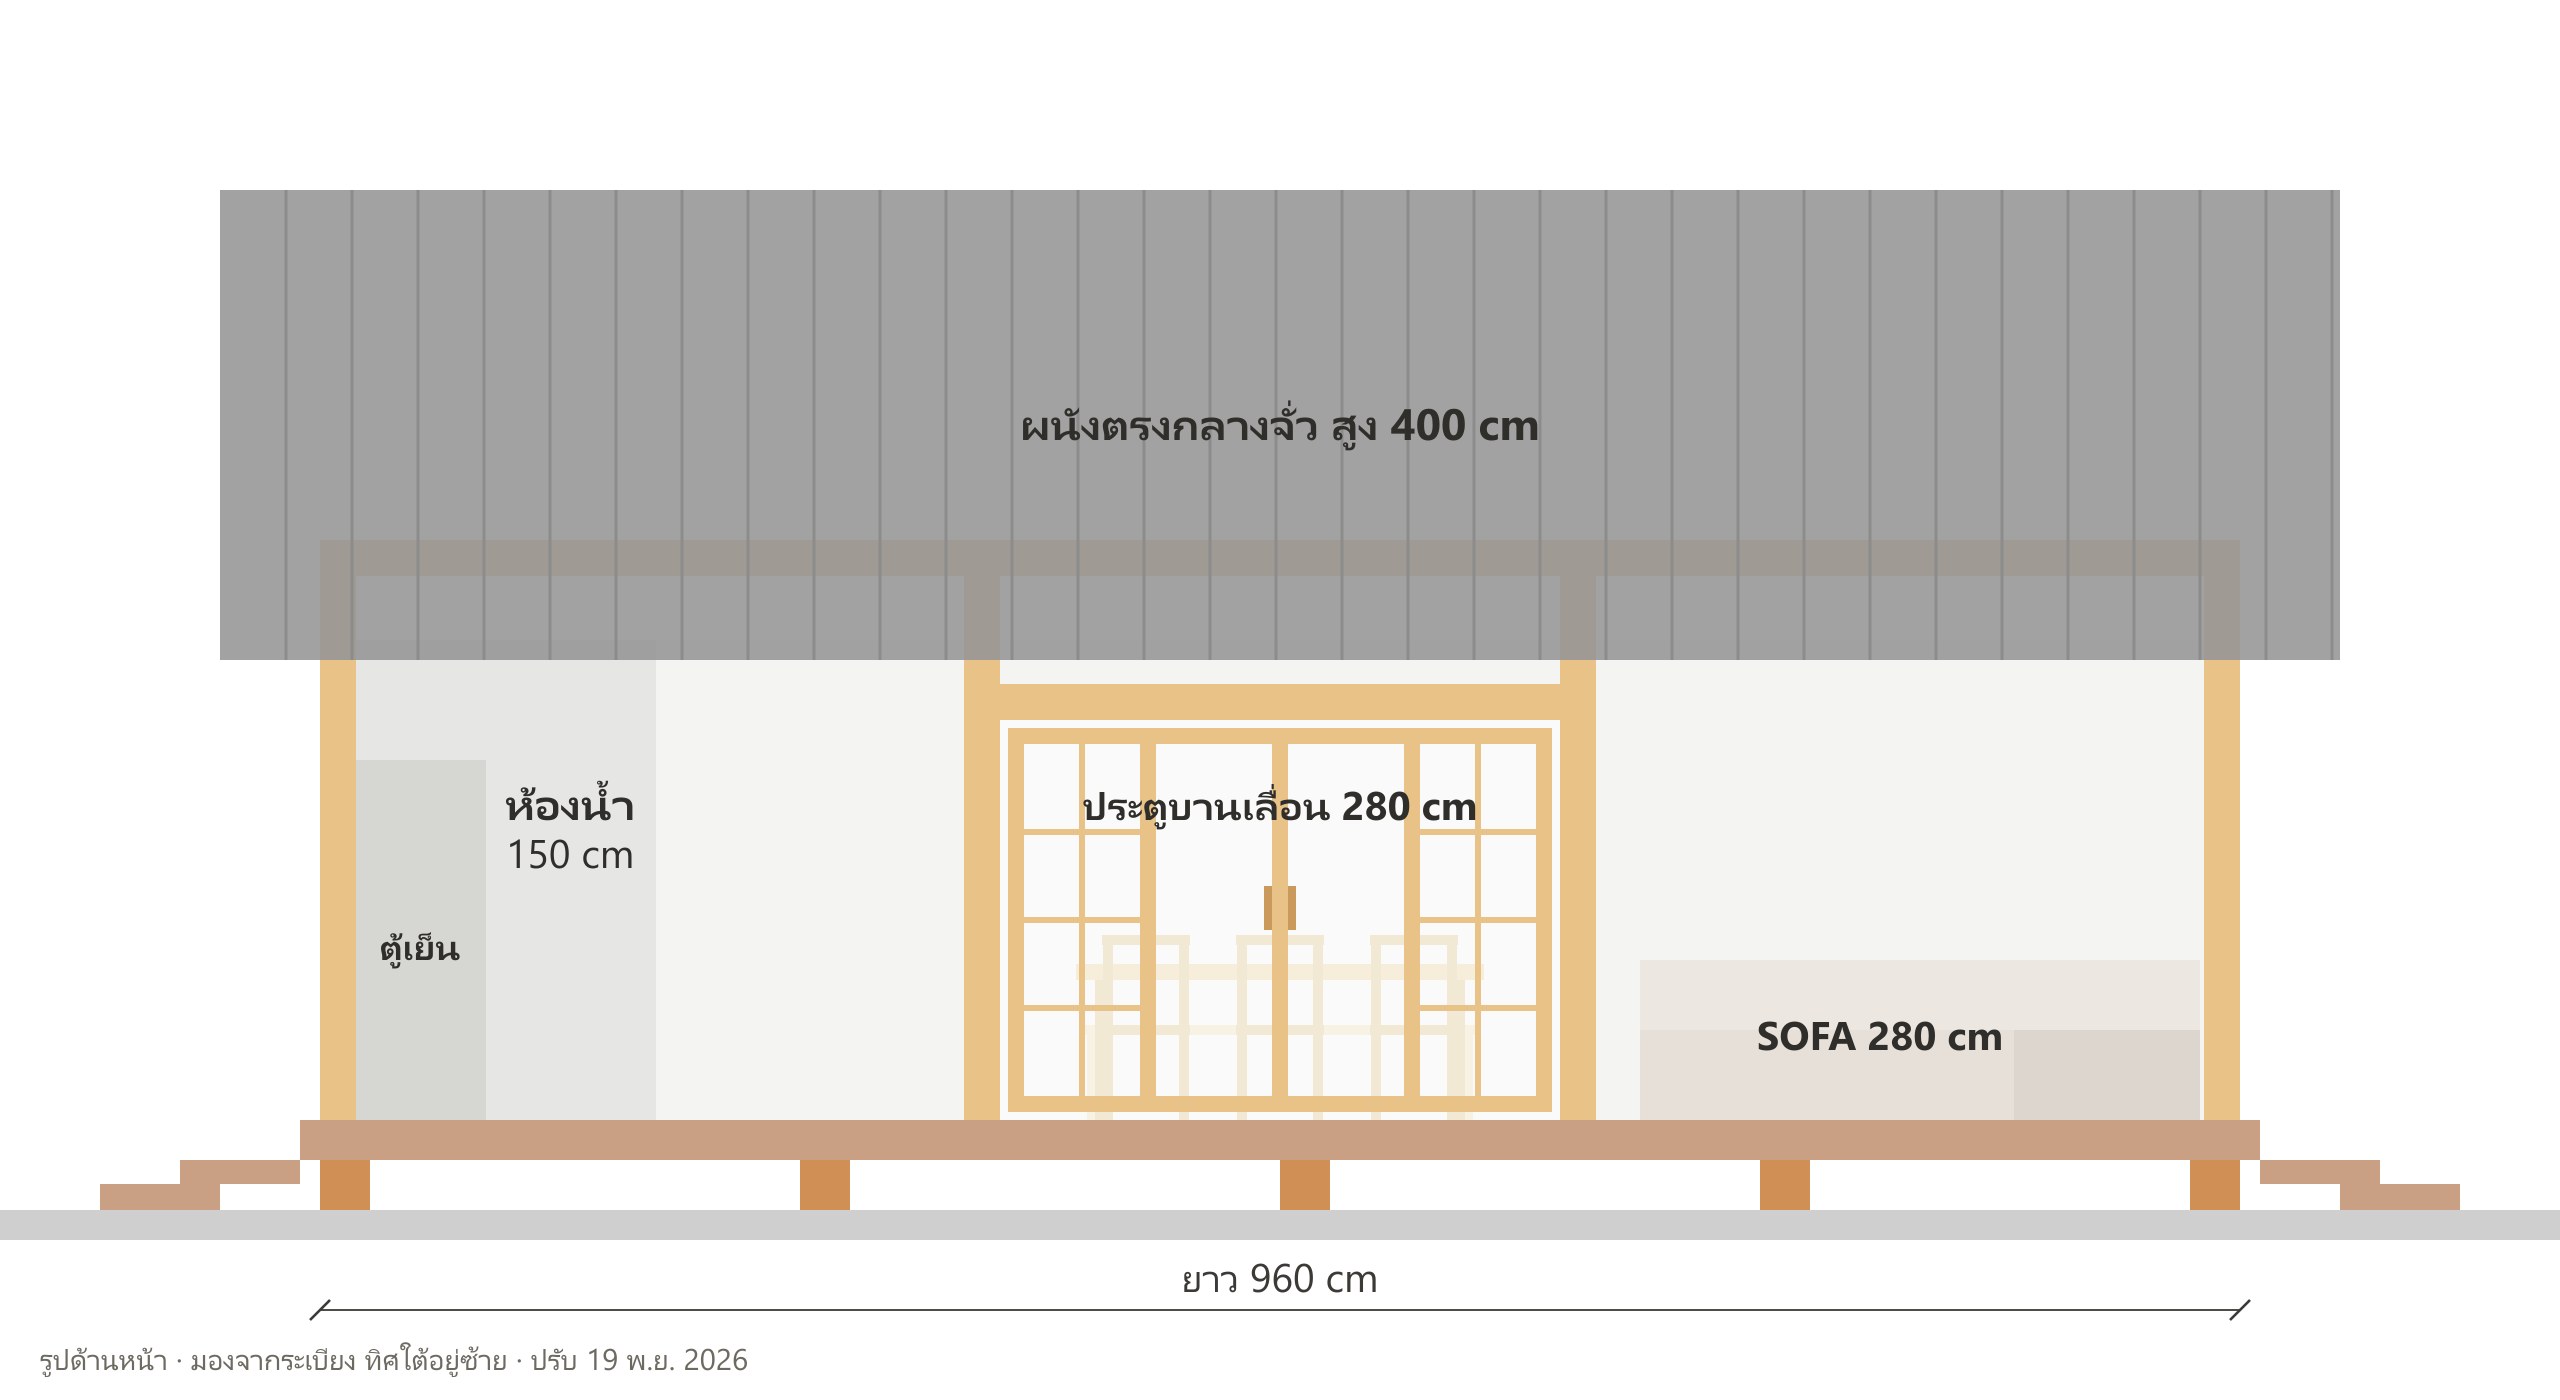 ผนังตรงกลางจั่ว สูง 400 cm
ห้องน้ำ
150 cm
ประตูบานเลื่อน 280 cm
ตู้เย็น
SOFA 280 cm
ยาว 960 cm
รูปด้านหน้า · มองจากระเบียง ทิศใต้อยู่ซ้าย · ปรับ 19 พ.ย. 2026